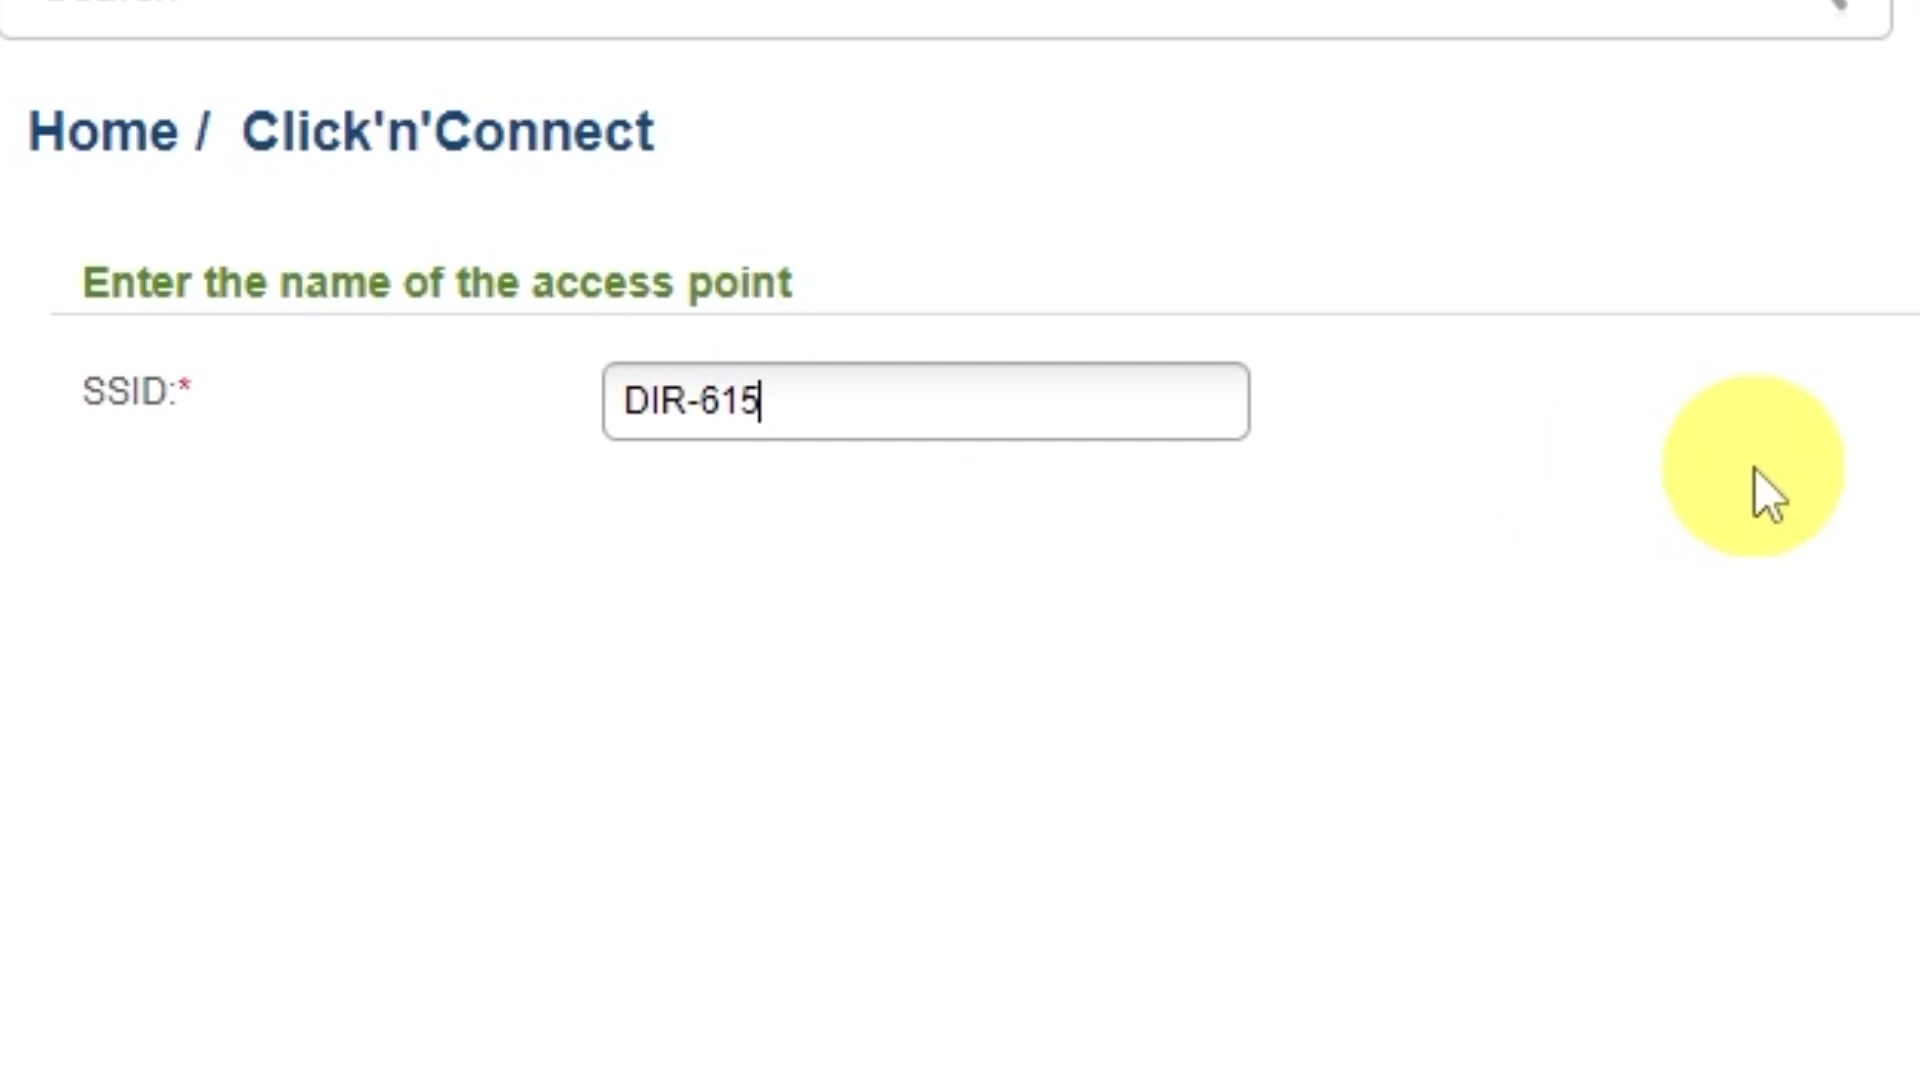 Home / Click'n'Connect
Enter the name of the access point
SSID:* DIR-615